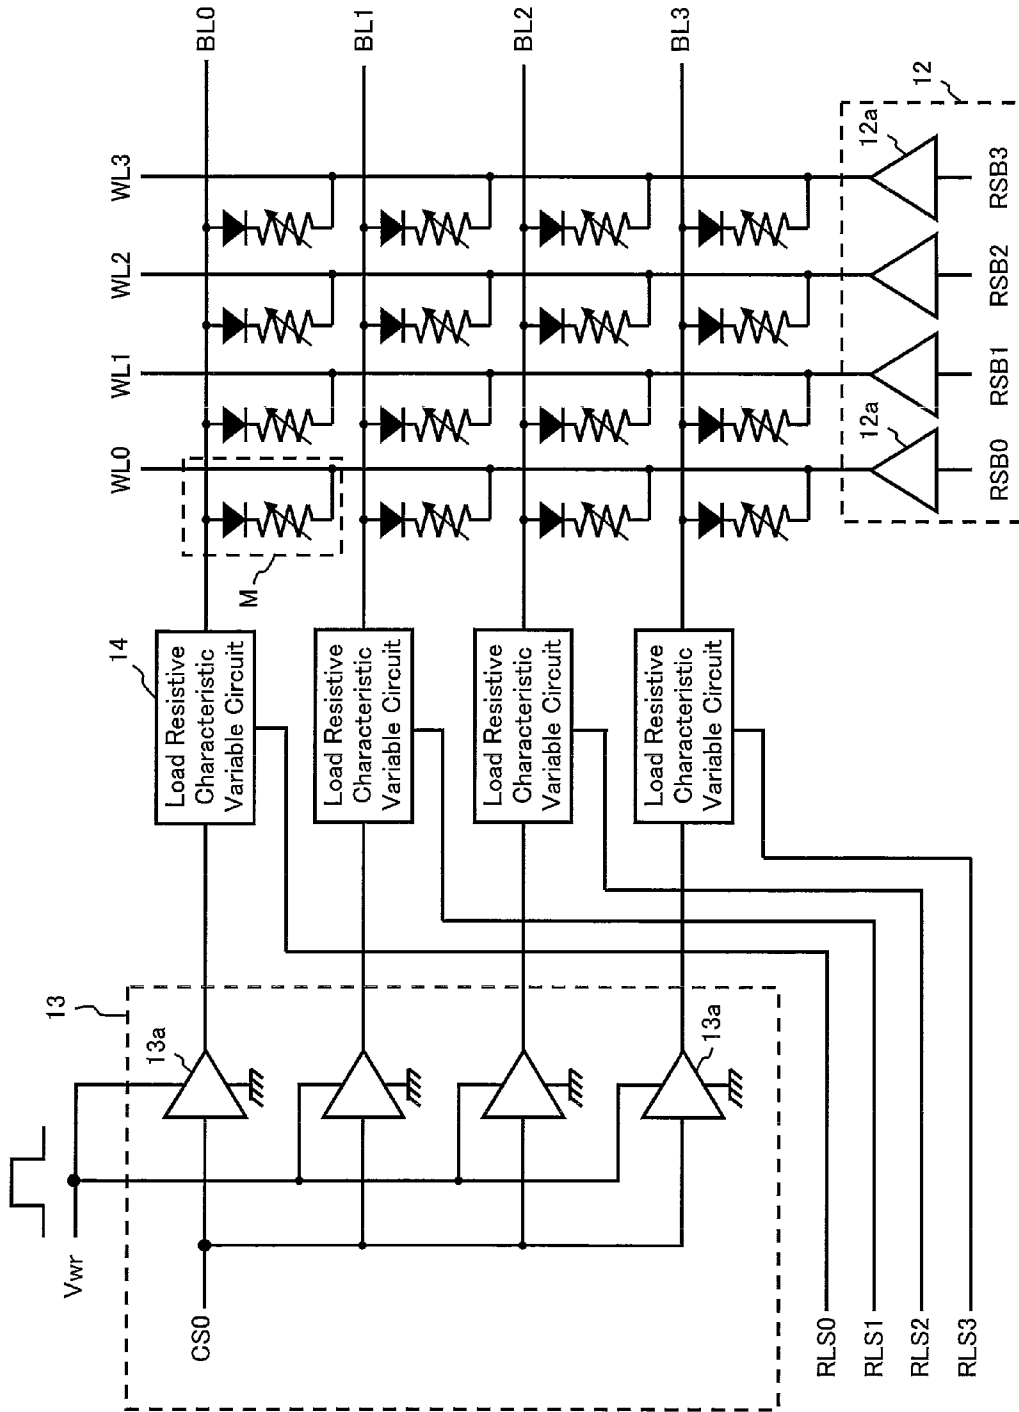 BL0
BL1
BL2
BL3
WL3
WL2
WL1
WL0
12
12a
12a
RSB3
RSB2
RSB1
RSB0
M
14
Load Resistive
Characteristic
Variable Circuit
Load Resistive
Characteristic
Variable Circuit
Load Resistive
Characteristic
Variable Circuit
Load Resistive
Characteristic
Variable Circuit
13
13a
13a
Vwr
CS0
RLS0
RLS1
RLS2
RLS3